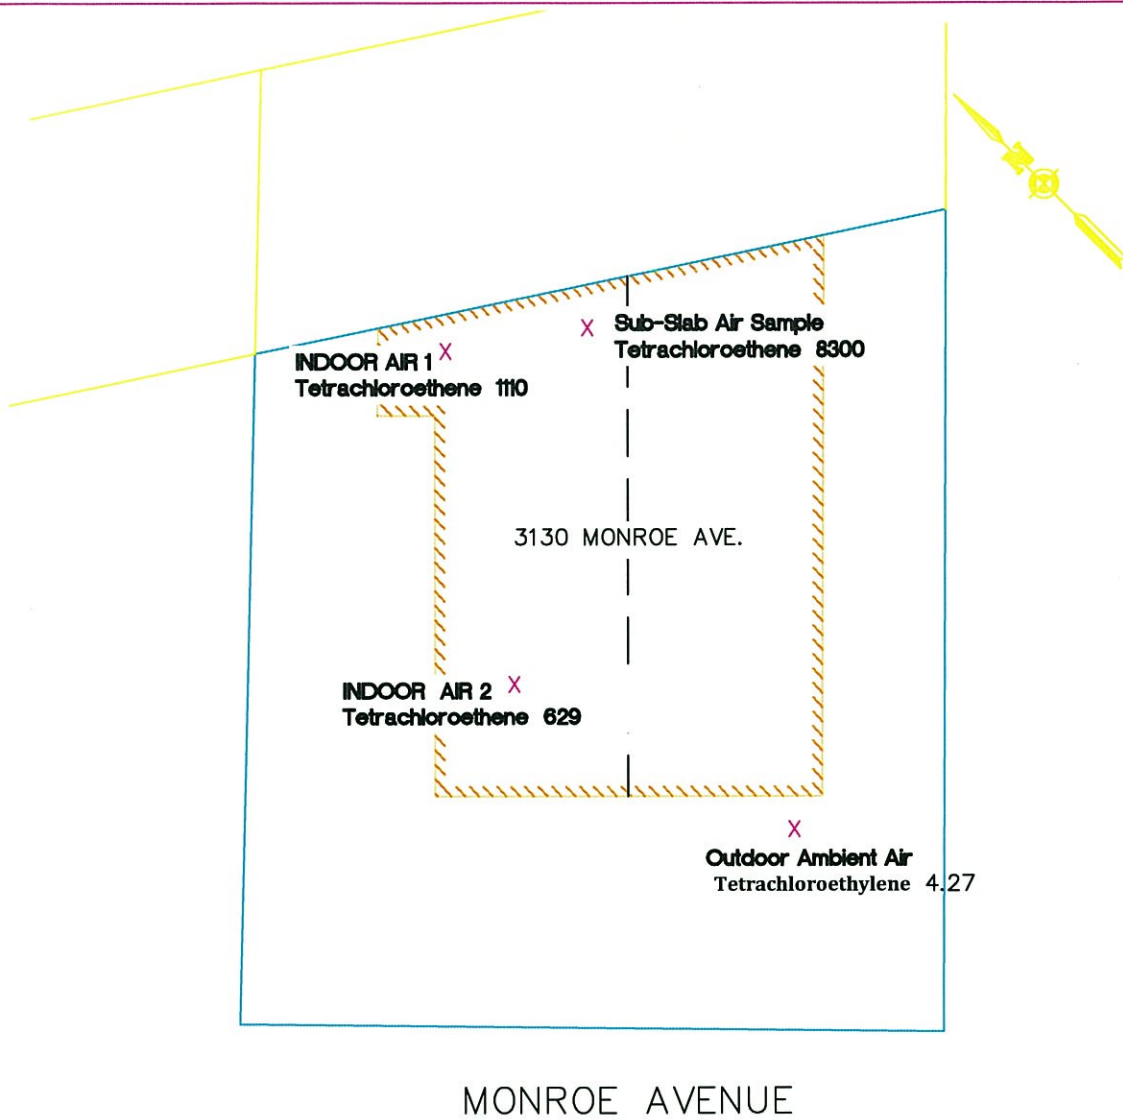 N
Sub-Slab Air Sample
Tetrachloroethene 8300
INDOOR AIR 1
Tetrachloroethene 1110
3130 MONROE AVE.
INDOOR AIR 2
Tetrachloroethene 629
Outdoor Ambient Air
Tetrachloroethylene 4.27
MONROE AVENUE